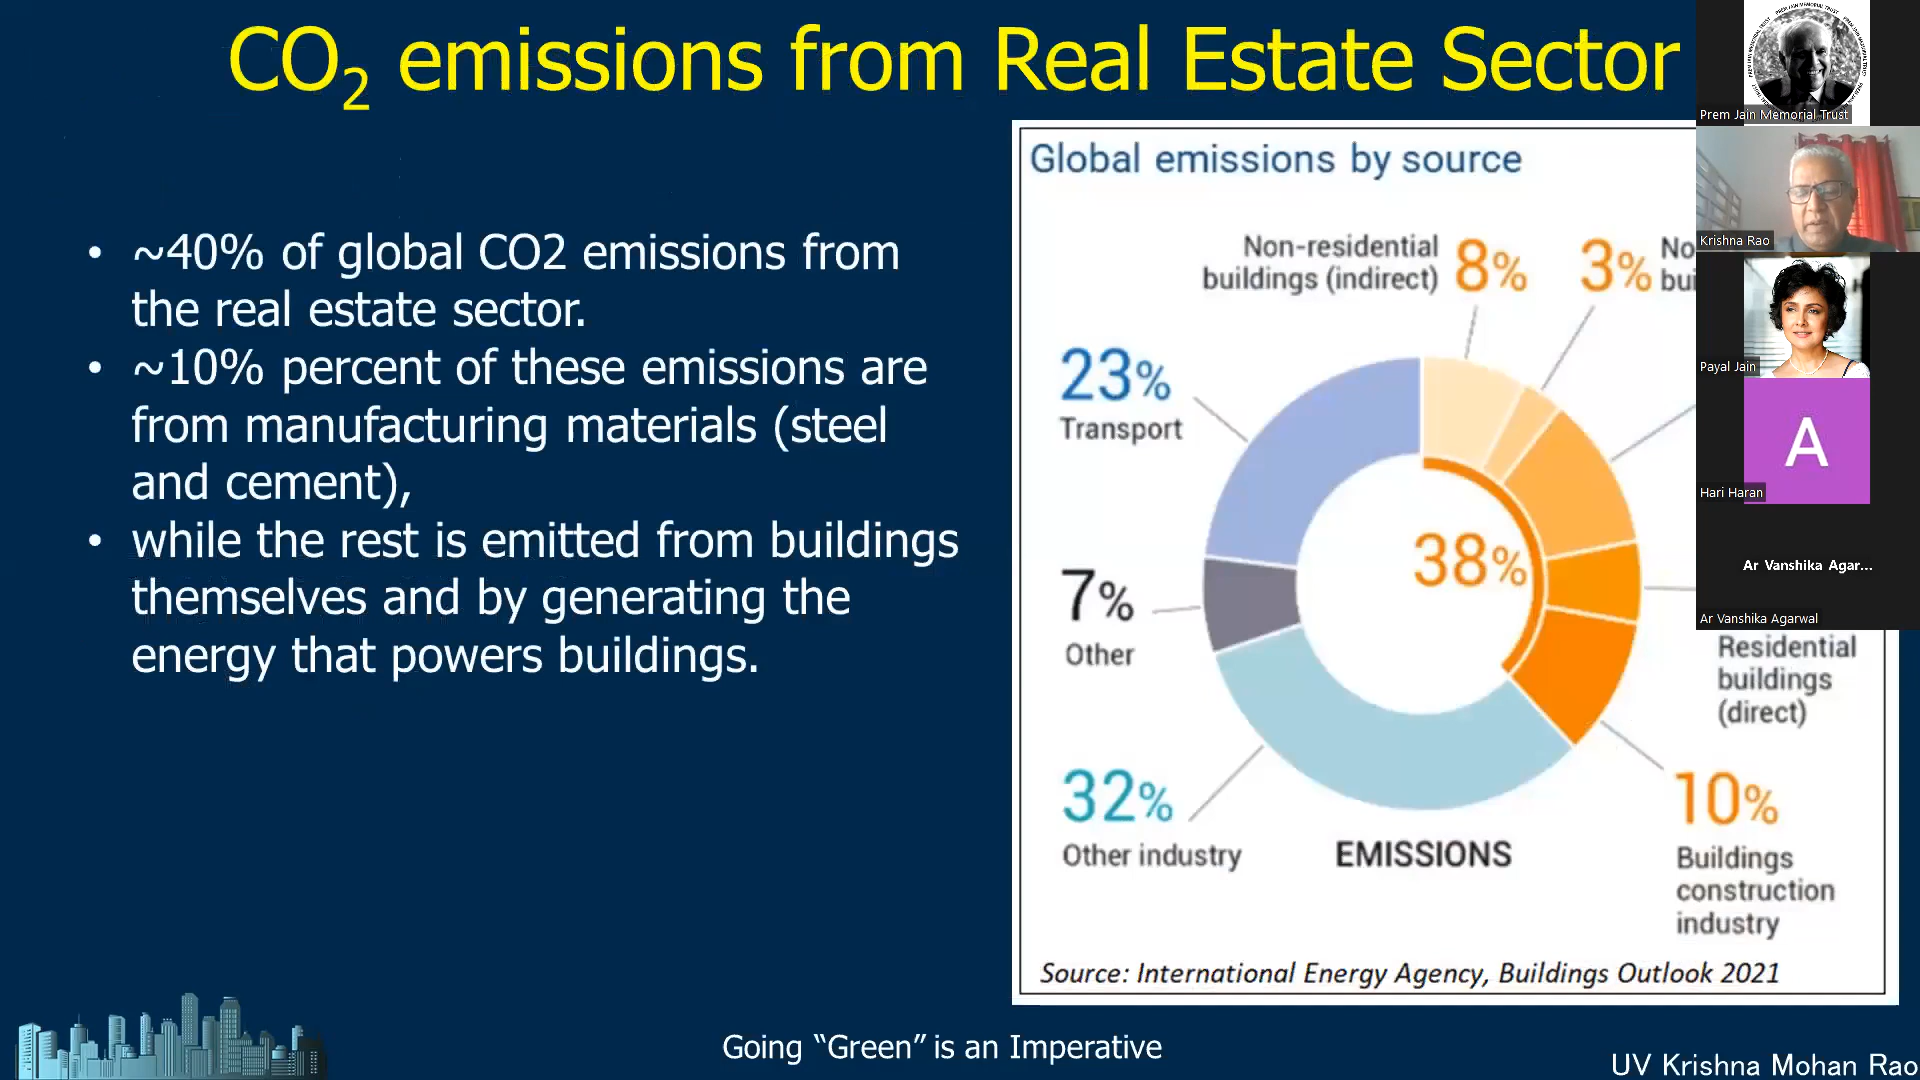 CO2 emissions from Real Estate Sector
• ~40% of global CO2 emissions from
the real estate sector.
• ~10% percent of these emissions are
from manufacturing materials (steel
and cement),
• while the rest is emitted from buildings
themselves and by generating the
energy that powers buildings.
Global emissions by source
Non-residential
buildings (indirect) 8%
3% No
bui
23%
Transport
38%
7%
Other
Residential
buildings
(direct)
32%
Other industry
EMISSIONS
10%
Buildings
construction
industry
Source: International Energy Agency, Buildings Outlook 2021
Going “Green” is an Imperative
UV Krishna Mohan Rao
Prem Jain Memorial Trust
Krishna Rao
Payal Jain
A
Hari Haran
Ar Vanshika Agar...
Ar Vanshika Agarwal